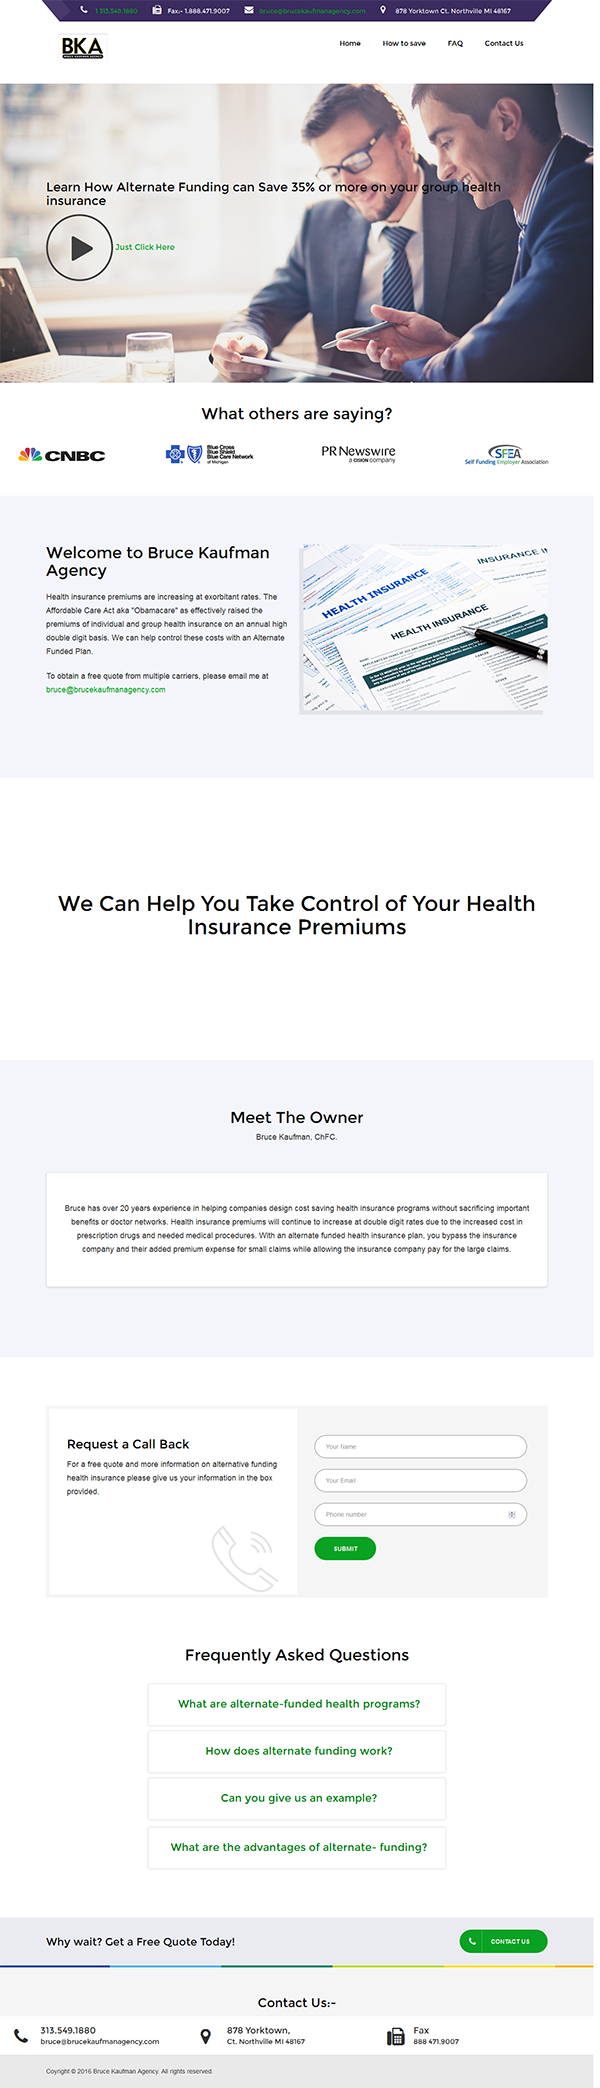 1.313.549.1880 Fax:- 1.888.471.9007 bruce@brucekaufmanagency.com 878 Yorktown Ct. Northville MI 48167
BKA
BRUCE KAUFMAN AGENCY
Home How to save FAQ Contact Us
Learn How Alternate Funding can Save 35% or more on your group health
insurance
Just Click Here
What others are saying?
CNBC
Blue Cross
Blue Shield
Blue Care Network
of Michigan
PR Newswire
a CISION company
SFEA
Self Funding Employer Association
Welcome to Bruce Kaufman
Agency
Health insurance premiums are increasing at exorbitant rates. The
Affordable Care Act aka "Obamacare" as effectively raised the
premiums of individual and group health insurance on an annual high
double digit basis. We can help control these costs with an Alternate
Funded Plan.
To obtain a free quote from multiple carriers, please email me at
bruce@brucekaufmanagency.com
INSURANCE
HEALTH INSURANCE
HEALTH INSURANCE
We Can Help You Take Control of Your Health
Insurance Premiums
Meet The Owner
Bruce Kaufman, ChFC.
Bruce has over 20 years experience in helping companies design cost saving health insurance programs without sacrificing important
benefits or doctor networks. Health insurance premiums will continue to increase at double digit rates due to the increased cost in
prescription drugs and needed medical procedures. With an alternate funded health insurance plan, you bypass the insurance
company and their added premium expense for small claims while allowing the insurance company pay for the large claims.
Request a Call Back
For a free quote and more information on alternative funding
health insurance please give us your information in the box
provided.
Your Name
Your Email
Phone number
SUBMIT
Frequently Asked Questions
What are alternate-funded health programs?
How does alternate funding work?
Can you give us an example?
What are the advantages of alternate- funding?
Why wait? Get a Free Quote Today!
CONTACT US
Contact Us:-
313.549.1880
bruce@brucekaufmanagency.com
878 Yorktown,
Ct. Northville MI 48167
Fax
888 471.9007
Coyright © 2016 Bruce Kaufman Agency. All rights reserved.